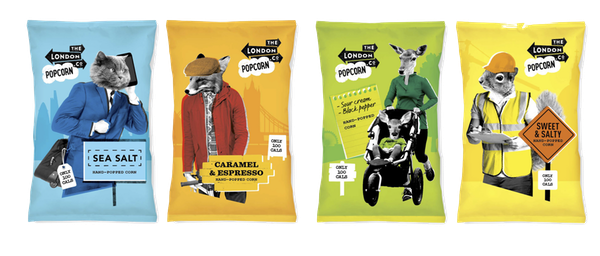 THE
LONDON
CO
POPCORN
SEA SALT
HAND-POPPED CORN
ONLY
100
CALS
THE
LONDON
CO
POPCORN
ONLY
100
CALS
CARAMEL
& ESPRESSO
HAND-POPPED CORN
THE
LONDON
CO
POPCORN
- Sour cream
- Black pepper
HAND-POPPED
CORN
ONLY
100
CALS
THE
LONDON
CO
POPCORN
SWEET
& SALTY
HAND-POPPED
CORN
ONLY
100
CALS